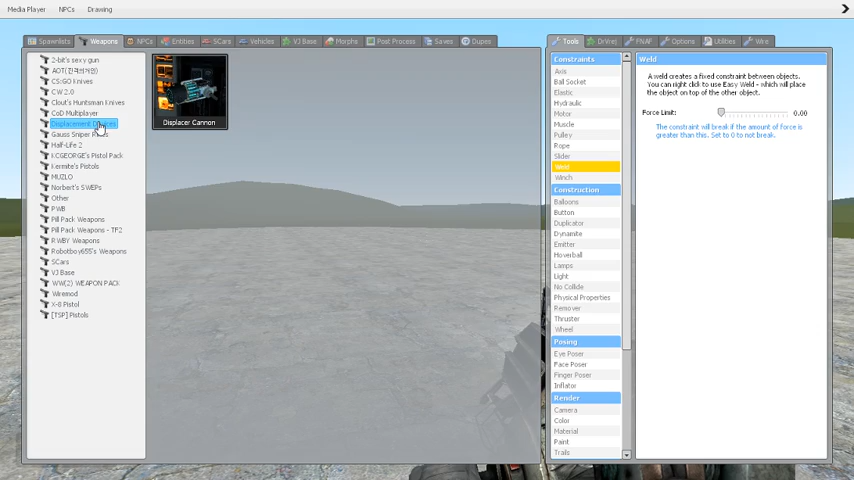 Media Player NPCs Drawing
Spawnlists Weapons NPCs Entities SCars Vehicles VJ Base Morphs Post Process Saves Dupes
2-bit's sexy gun
AOT(진격의거인)
CS:GO Knives
CW 2.0
Clout's Huntsman Knives
CoD Multiplayer
Displacement Devices
Gauss Sniper Rifles
Half-Life 2
KCGEORGE's Pistol Pack
Kermite's Pistols
MUZLO
Norbert's SWEPs
Other
PWB
Pill Pack Weapons
Pill Pack Weapons - TF2
RWBY Weapons
Robotboy655's Weapons
SCars
VJ Base
WW(2) WEAPON PACK
Wiremod
X-8 Pistol
[TSP] Pistols
Displacer Cannon
Tools DrVrej FNAP Options Utilities Wire
Constraints
Axis
Ball Socket
Elastic
Hydraulic
Motor
Muscle
Pulley
Rope
Slider
Weld
Winch
Construction
Balloons
Button
Duplicator
Dynamite
Emitter
Hoverball
Lamps
Light
No Collide
Physical Properties
Remover
Thruster
Wheel
Posing
Eye Poser
Face Poser
Finger Poser
Inflator
Render
Camera
Color
Material
Paint
Trails
Weld
A weld creates a fixed constraint between objects.
You can right click to use Easy Weld - which will place
the object on top of the other object.
Force Limit: 0.00
The constraint will break if the amount of force is
greater than this. Set to 0 to not break.